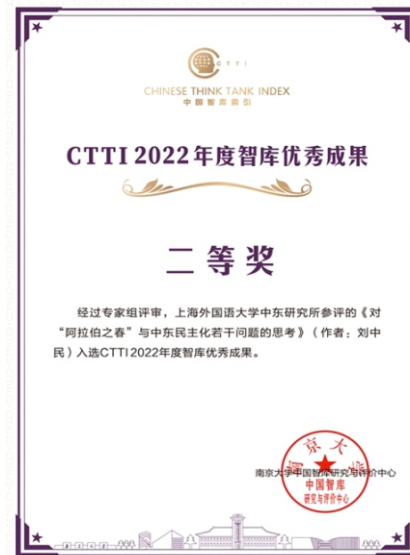 CTTI
CHINESE THINK TANK INDEX
中国智库索引
CTTI 2022年度智库优秀成果
二等奖
经过专家组评审，上海外国语大学中东研究所参评的《对
“阿拉伯之春”与中东民主化若干问题的思考》（作者：刘中
民）入选CTTI 2022年度智库优秀成果。
南京大学
南京大学中国智库研究与评价中心
中国智库
研究与评价中心